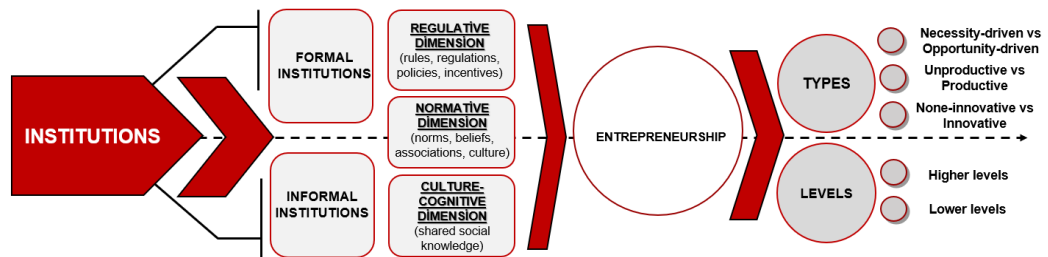 INSTITUTIONS
FORMAL
INSTITUTIONS
INFORMAL
INSTITUTIONS
REGULATİVE
DİMENSİON
(rules, regulations,
policies, incentives)
NORMATİVE
DİMENSİON
(norms, beliefs,
associations, culture)
CULTURE-
COGNITIVE
DİMENSİON
(shared social
knowledge)
ENTREPRENEURSHIP
TYPES
Necessity-driven vs
Opportunity-driven
Unproductive vs
Productive
None-innovative vs
Innovative
LEVELS
Higher levels
Lower levels